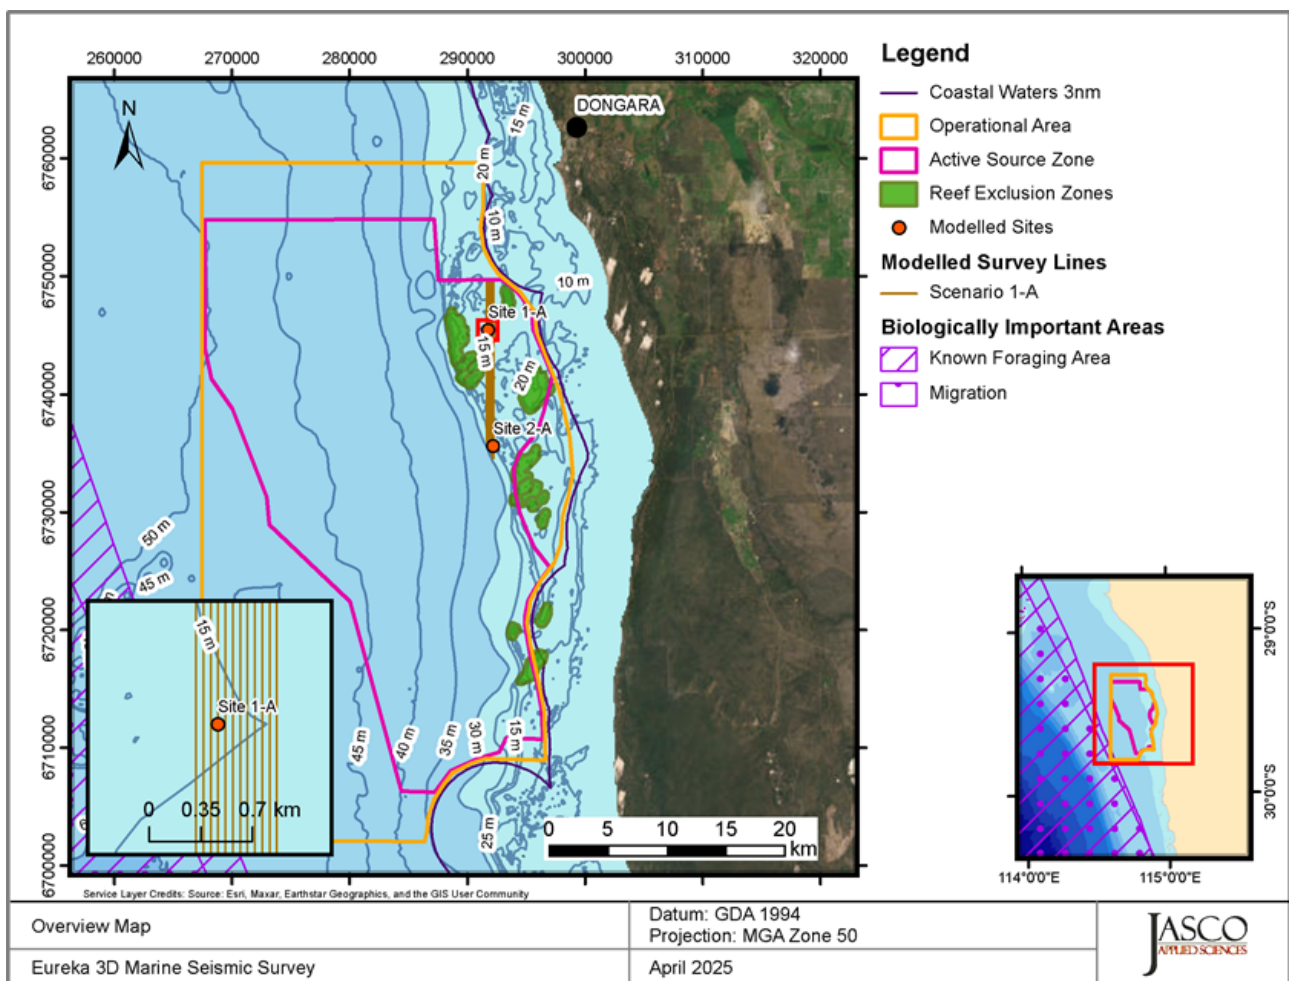 260000 270000 280000 290000 300000 310000 320000
6760000
6750000
6740000
6730000
6720000
6710000
6700000
N
DONGARA
15 m
20 m
10 m
10 m
Site 1-A
15 m
20 m
Site 2-A
50 m
45 m
15 m
Site 1-A
0 0.35 0.7 km
45 m
40 m
35 m
30 m
15 m
25 m
0 5 10 15 20
km
Service Layer Credits: Source: Esri, Maxar, Earthstar Geographics, and the GIS User Community
Legend
Coastal Waters 3nm
Operational Area
Active Source Zone
Reef Exclusion Zones
Modelled Sites
Modelled Survey Lines
Scenario 1-A
Biologically Important Areas
Known Foraging Area
Migration
29°0'0"S
30°0'0"S
114°0'0"E 115°0'0"E
Overview Map
Datum: GDA 1994
Projection: MGA Zone 50
Eureka 3D Marine Seismic Survey
April 2025
JASCO
APPLIED SCIENCES